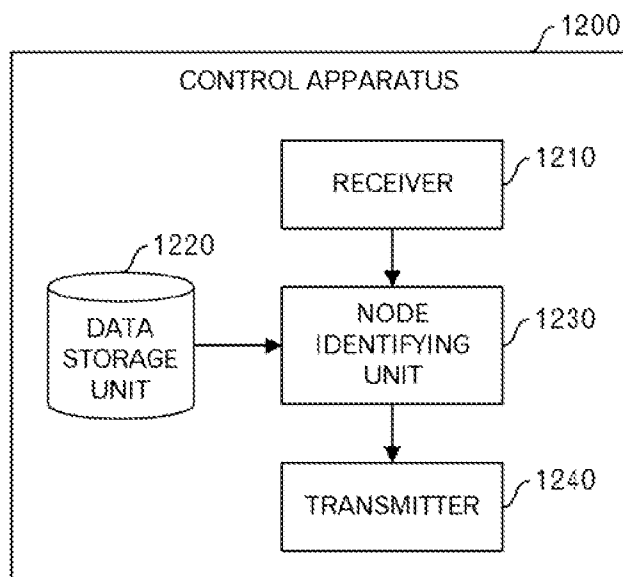 1200
CONTROL APPARATUS
RECEIVER
1210
1220
DATA
STORAGE
UNIT
NODE
IDENTIFYING
UNIT
1230
TRANSMITTER
1240